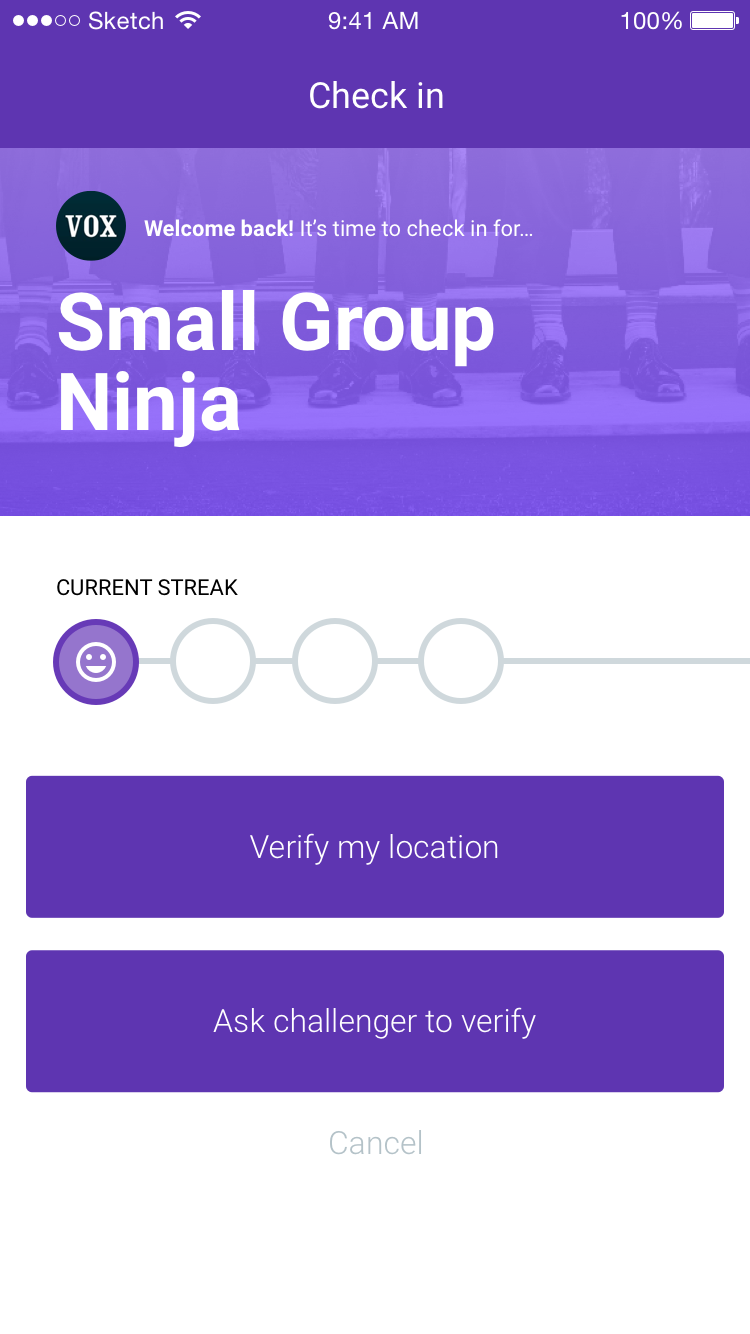 Sketch 9:41 AM 100%
Check in
VOX
Welcome back! It’s time to check in for…
Small Group
Ninja
CURRENT STREAK
Verify my location
Ask challenger to verify
Cancel